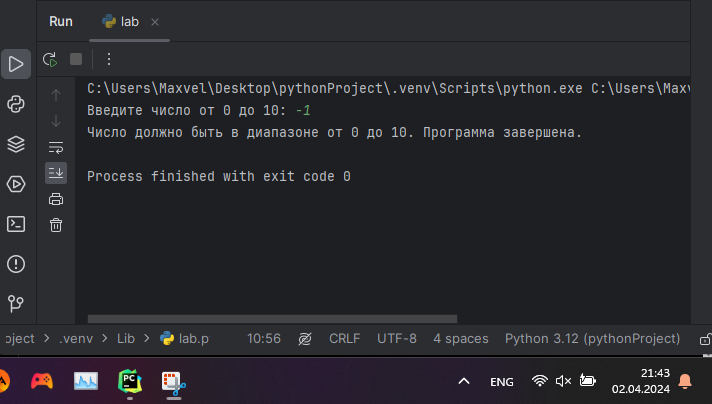 Run lab
C:\Users\Maxvel\Desktop\pythonProject\.venv\Scripts\python.exe C:\Users\Maxv
Введите число от 0 до 10: -1
Число должно быть в диапазоне от 0 до 10. Программа завершена.
Process finished with exit code 0
oject > .venv > Lib > lab.p 10:56 CRLF UTF-8 4 spaces Python 3.12 (pythonProject)
PC
ENG 21:43
02.04.2024